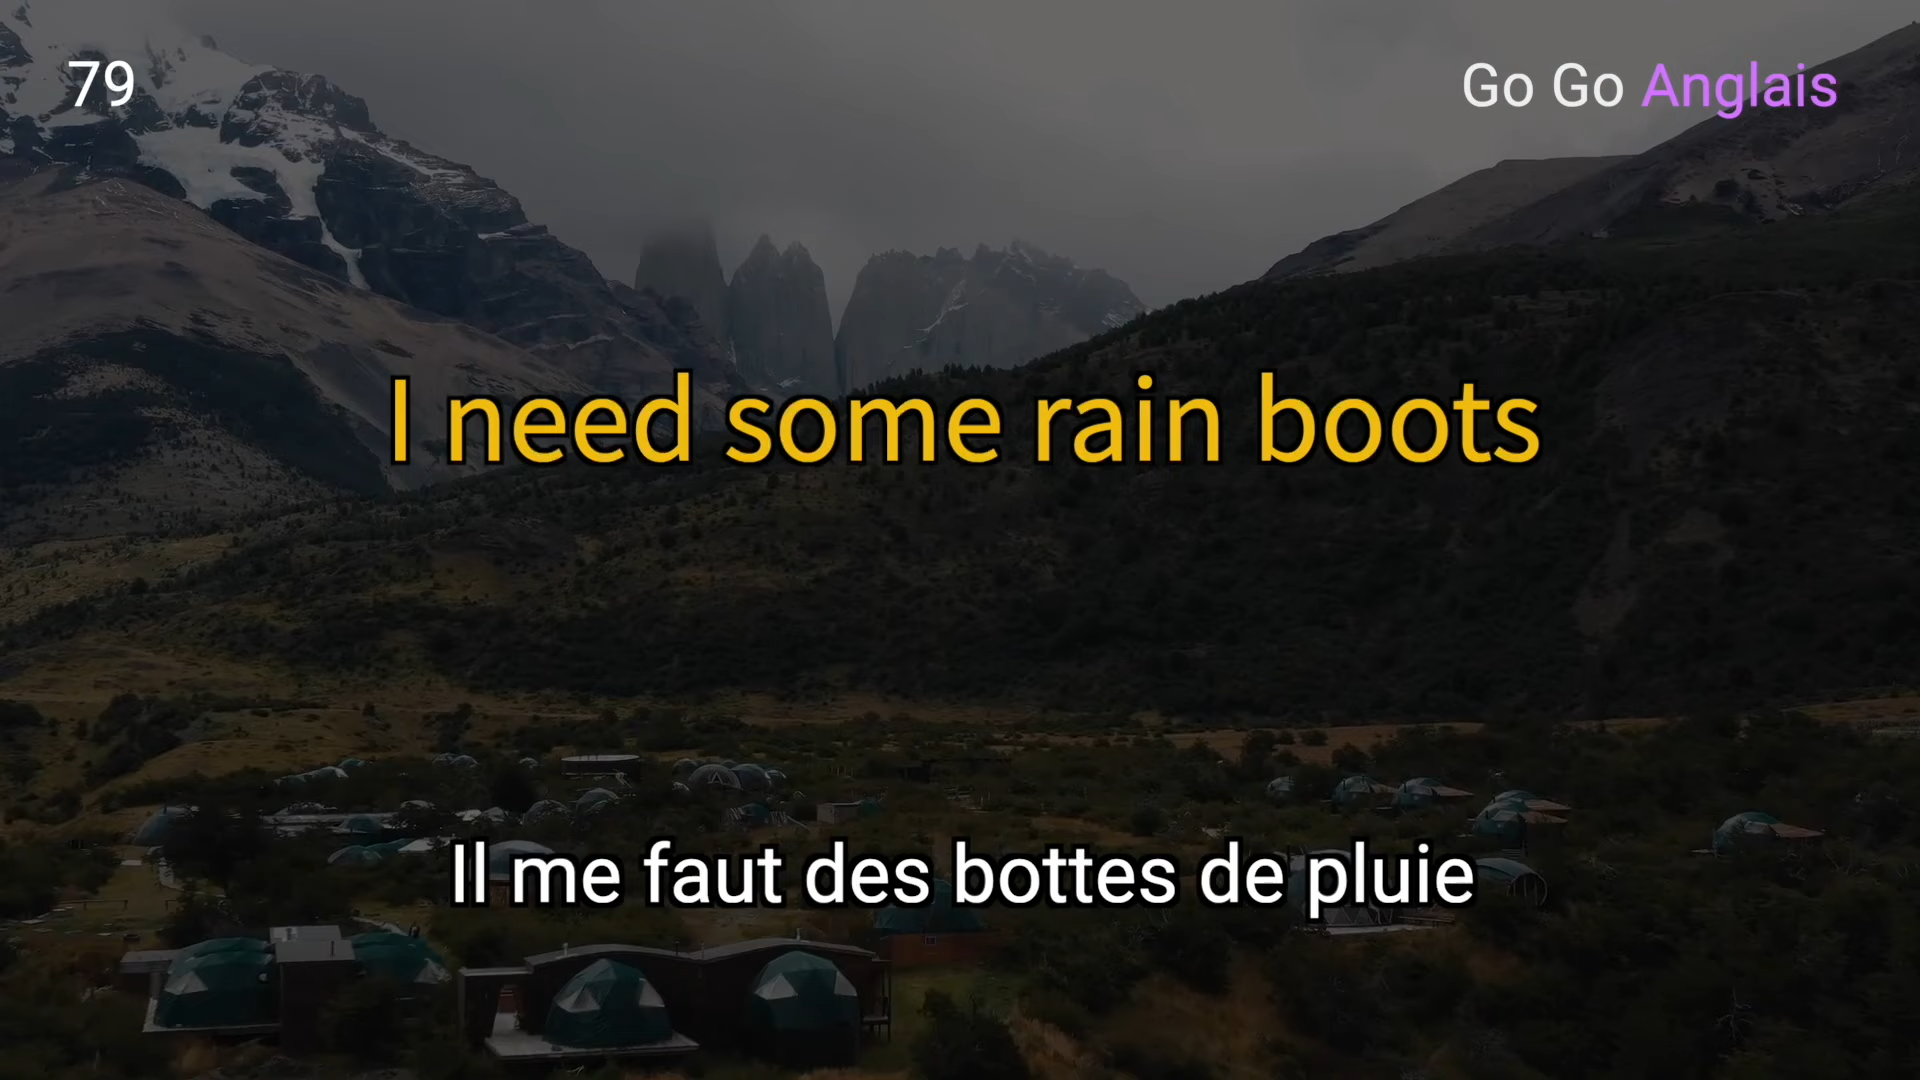 79
Go Go Anglais
I need some rain boots
Il me faut des bottes de pluie